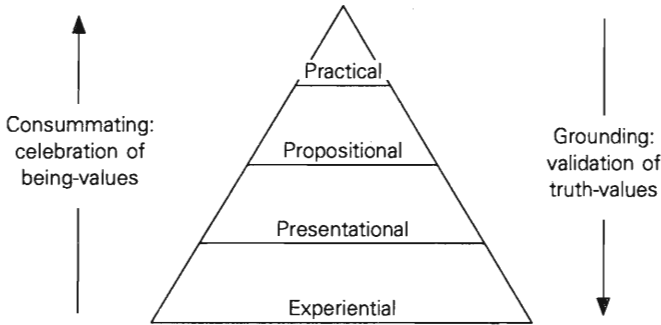 Practical
Consummating:
celebration of
being-values
Propositional
Grounding:
validation of
truth-values
Presentational
Experiential